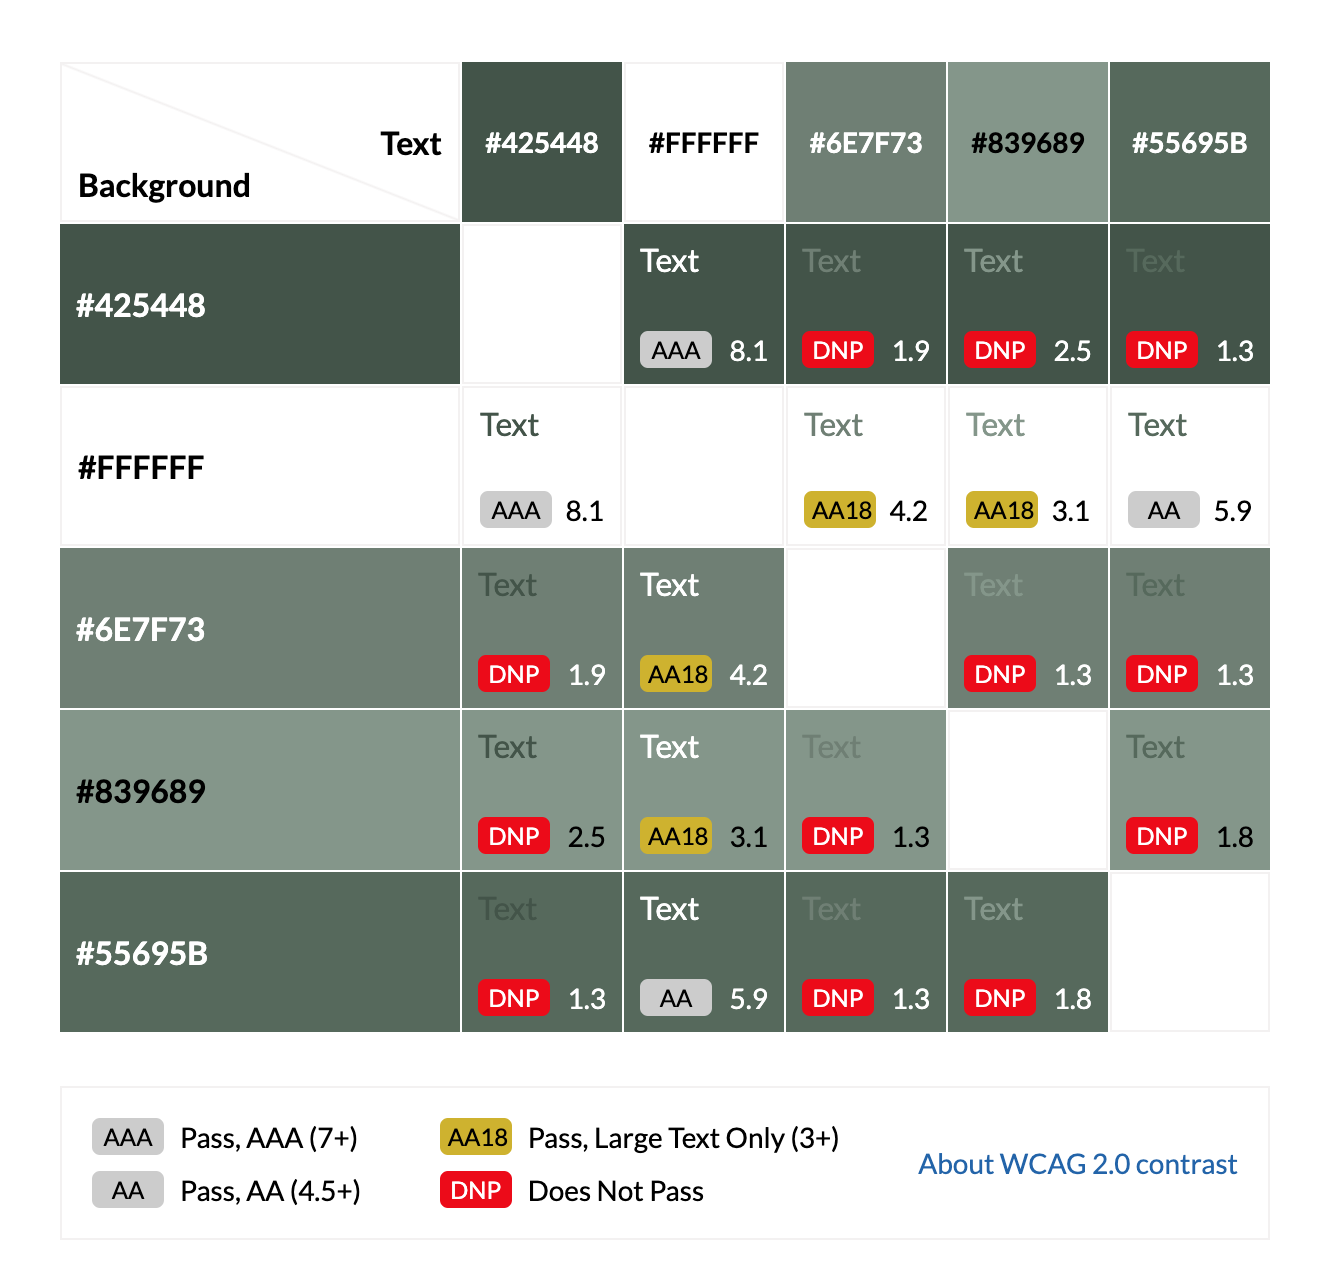 Text
Background
#425448
#FFFFFF
#6E7F73
#839689
#55695B
#425448
Text
AAA 8.1
Text
DNP 1.9
Text
DNP 2.5
Text
DNP 1.3
#FFFFFF
Text
AAA 8.1
Text
AA18 4.2
Text
AA18 3.1
Text
AA 5.9
#6E7F73
Text
DNP 1.9
Text
AA18 4.2
Text
DNP 1.3
Text
DNP 1.3
#839689
Text
DNP 2.5
Text
AA18 3.1
Text
DNP 1.3
Text
DNP 1.8
#55695B
Text
DNP 1.3
Text
AA 5.9
Text
DNP 1.3
Text
DNP 1.8
AAA Pass, AAA (7+)
AA Pass, AA (4.5+)
AA18 Pass, Large Text Only (3+)
DNP Does Not Pass
About WCAG 2.0 contrast